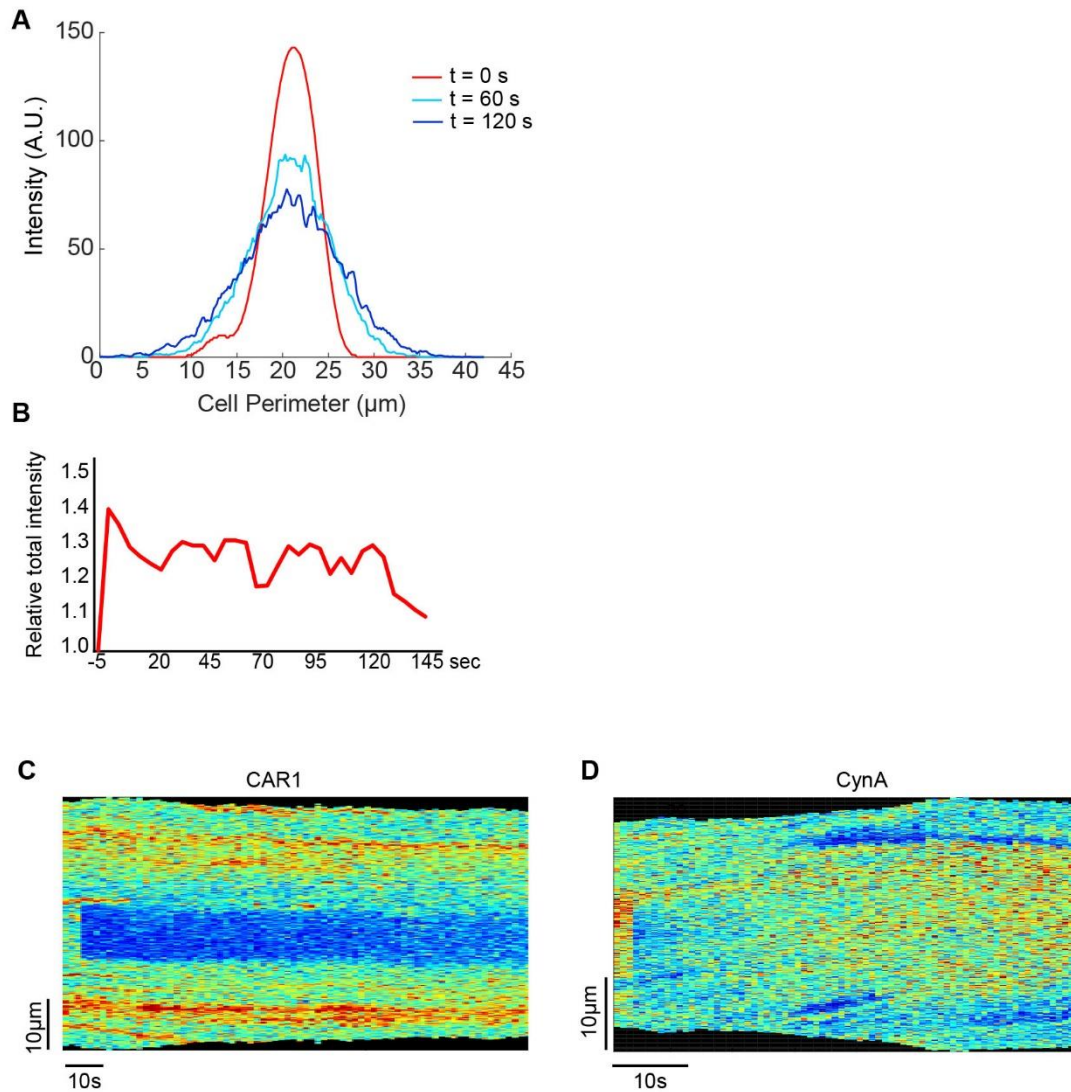 A
150
100
50
0
Intensity (A.U.)
t = 0 s
t = 60 s
t = 120 s
0 5 10 15 20 25 30 35 40 45
Cell Perimeter (µm)
B
Relative total intensity
1.5
1.4
1.3
1.2
1.1
1.0
-5 20 45 70 95 120 145 sec
C
CAR1
10µm
10s
D
CynA
10µm
10s